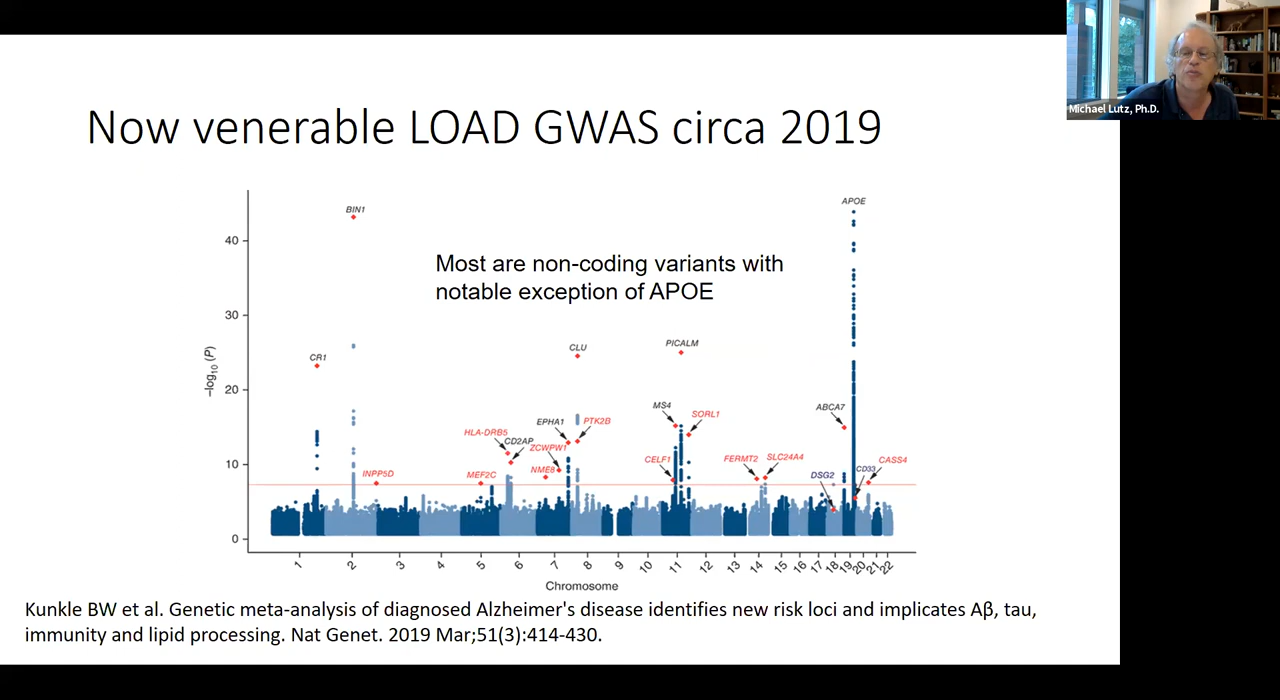 Michael Lutz, Ph.D.
Now venerable LOAD GWAS circa 2019
Most are non-coding variants with
notable exception of APOE
–log10 (P)
40
30
20
10
0
CR1
BIN1
INPP5D
MEF2C
HLA-DRB5
CD2AP
NME8
ZCWPW1
EPHA1
CLU
PTK2B
CELF1
MS4
PICALM
SORL1
FERMT2
SLC24A4
DSG2
ABCA7
APOE
CD33
CASS4
1 2 3 4 5 6 7 8 9 10 11 12 13 14 15 16 17 18 19 20 21 22
Chromosome
Kunkle BW et al. Genetic meta-analysis of diagnosed Alzheimer's disease identifies new risk loci and implicates Aβ, tau,
immunity and lipid processing. Nat Genet. 2019 Mar;51(3):414-430.